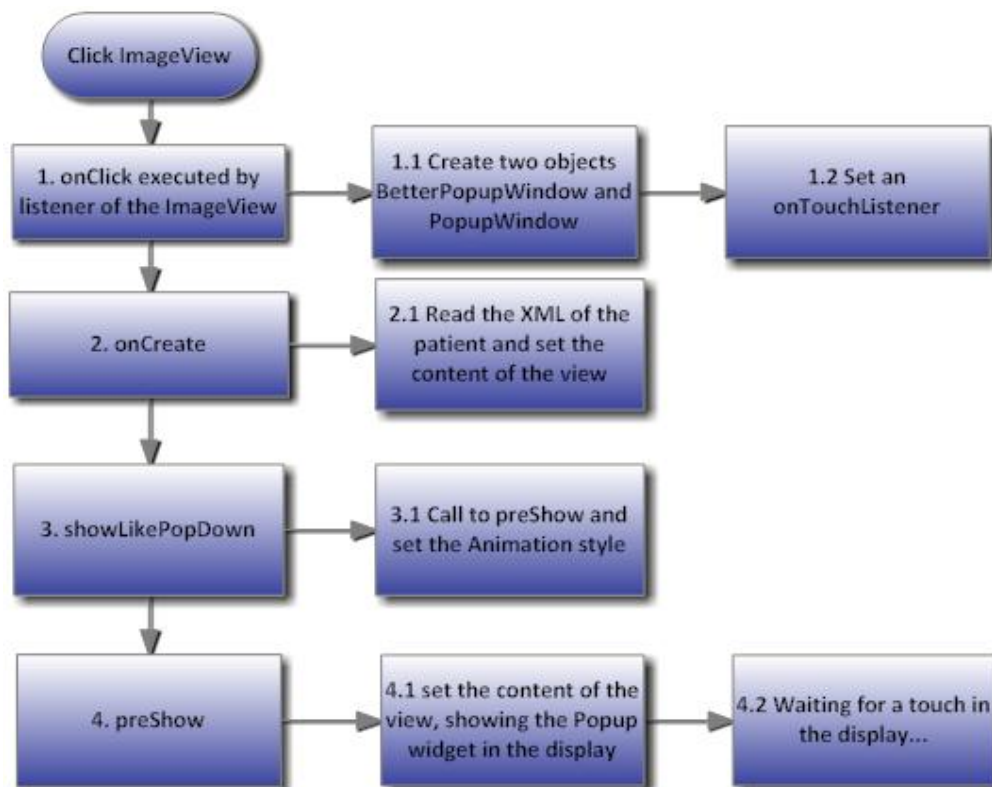 Click ImageView
1. onClick executed by
listener of the ImageView
1.1 Create two objects
BetterPopupWindow and
PopupWindow
1.2 Set an
onTouchListener
2. onCreate
2.1 Read the XML of the
patient and set the
content of the view
3. showLikePopDown
3.1 Call to preShow and
set the Animation style
4. preShow
4.1 set the content of the
view, showing the Popup
widget in the display
4.2 Waiting for a touch in
the display...